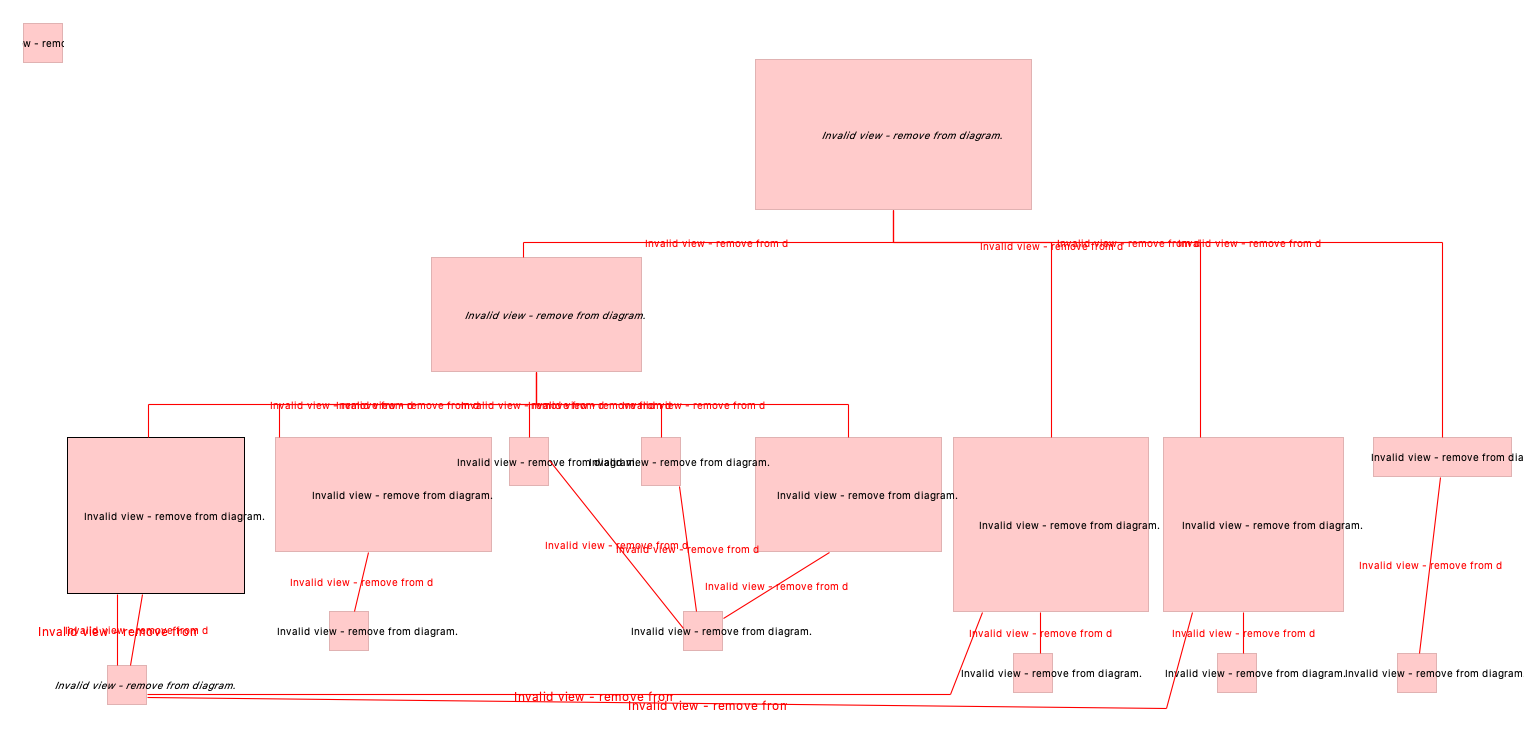 w - remo
Invalid view - remove from diagram.
Invalid view - remove from d
Invalid view - remove from d
Invalid view - remove from d
Invalid view - remove from d
Invalid view - remove from diagram.
Invalid view - remove from d
Invalid view - remove from d
Invalid view - remove from d
Invalid view - remove from d
Invalid view - remove from d
Invalid view - remove from diagram.
Invalid view - remove from diagram.
Invalid view - remove from dia
Invalid view - remove from diagram.
Invalid view - remove from diagram.
Invalid view - remove from diagram.
Invalid view - remove from diagram.
Invalid view - remove from diagram.
Invalid view - remove from d
Invalid view - remove from d
Invalid view - remove from d
Invalid view - remove from d
Invalid view - remove from d
Invalid view - remove fron
Invalid view - remove from d
Invalid view - remove from diagram.
Invalid view - remove from diagram.
Invalid view - remove from d
Invalid view - remove from d
Invalid view - remove from diagram.
Invalid view - remove from diagram.
Invalid view - remove from diagram.
Invalid view - remove from diagram.
Invalid view - remove fron
Invalid view - remove fron